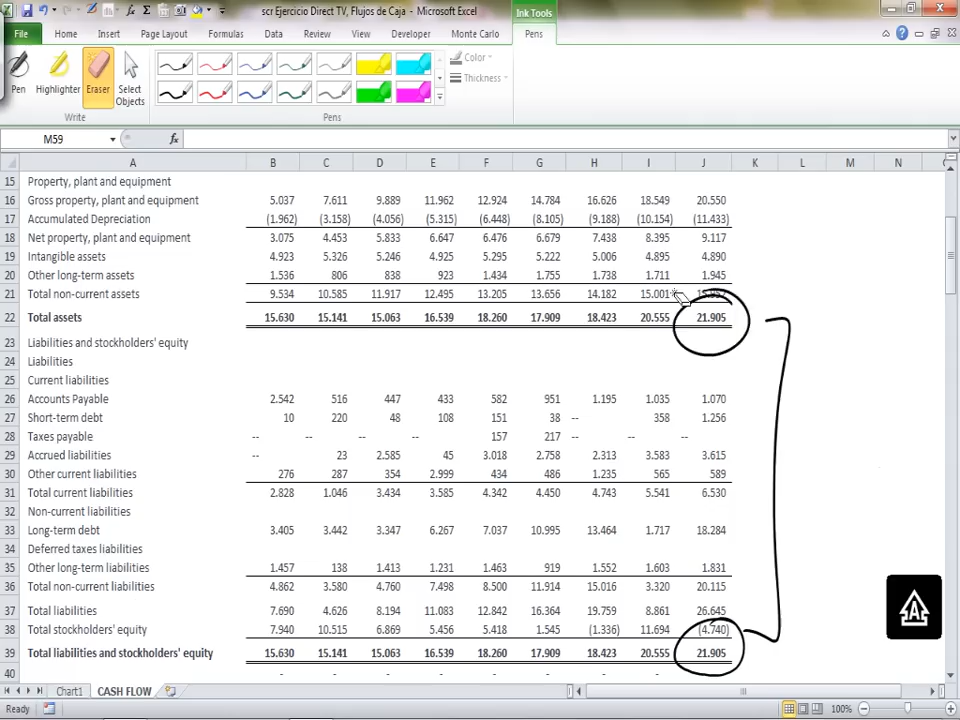 scr Ejercicio Direct TV, Flujos de Caja - Microsoft Excel
Ink Tools
File Home Insert Page Layout Formulas Data Review View Developer Monte Carlo Pens
Pen Highlighter Eraser Select Objects
Color
Thickness
Write Pens
M59 fx
A B C D E F G H I J K L M N
15 Property, plant and equipment
16 Gross property, plant and equipment 5.037 7.611 9.889 11.962 12.924 14.784 16.626 18.549 20.550
17 Accumulated Depreciation (1.962) (3.158) (4.056) (5.315) (6.448) (8.105) (9.188) (10.154) (11.433)
18 Net property, plant and equipment 3.075 4.453 5.833 6.647 6.476 6.679 7.438 8.395 9.117
19 Intangible assets 4.923 5.326 5.246 4.925 5.295 5.222 5.006 4.895 4.890
20 Other long-term assets 1.536 806 838 923 1.434 1.755 1.738 1.711 1.945
21 Total non-current assets 9.534 10.585 11.917 12.495 13.205 13.656 14.182 15.001
22 Total assets 15.630 15.141 15.063 16.539 18.260 17.909 18.423 20.555 21.905
23 Liabilities and stockholders' equity
24 Liabilities
25 Current liabilities
26 Accounts Payable 2.542 516 447 433 582 951 1.195 1.035 1.070
27 Short-term debt 10 220 48 108 151 38 -- 358 1.256
28 Taxes payable -- -- -- -- 157 217 -- -- --
29 Accrued liabilities -- 23 2.585 45 3.018 2.758 2.313 3.583 3.615
30 Other current liabilities 276 287 354 2.999 434 486 1.235 565 589
31 Total current liabilities 2.828 1.046 3.434 3.585 4.342 4.450 4.743 5.541 6.530
32 Non-current liabilities
33 Long-term debt 3.405 3.442 3.347 6.267 7.037 10.995 13.464 1.717 18.284
34 Deferred taxes liabilities
35 Other long-term liabilities 1.457 138 1.413 1.231 1.463 919 1.552 1.603 1.831
36 Total non-current liabilities 4.862 3.580 4.760 7.498 8.500 11.914 15.016 3.320 20.115
37 Total liabilities 7.690 4.626 8.194 11.083 12.842 16.364 19.759 8.861 26.645
38 Total stockholders' equity 7.940 10.515 6.869 5.456 5.418 1.545 (1.336) 11.694 (4.740)
39 Total liabilities and stockholders' equity 15.630 15.141 15.063 16.539 18.260 17.909 18.423 20.555 21.905
40 - - - - - - - -
Chart1 CASH FLOW
Ready 100%